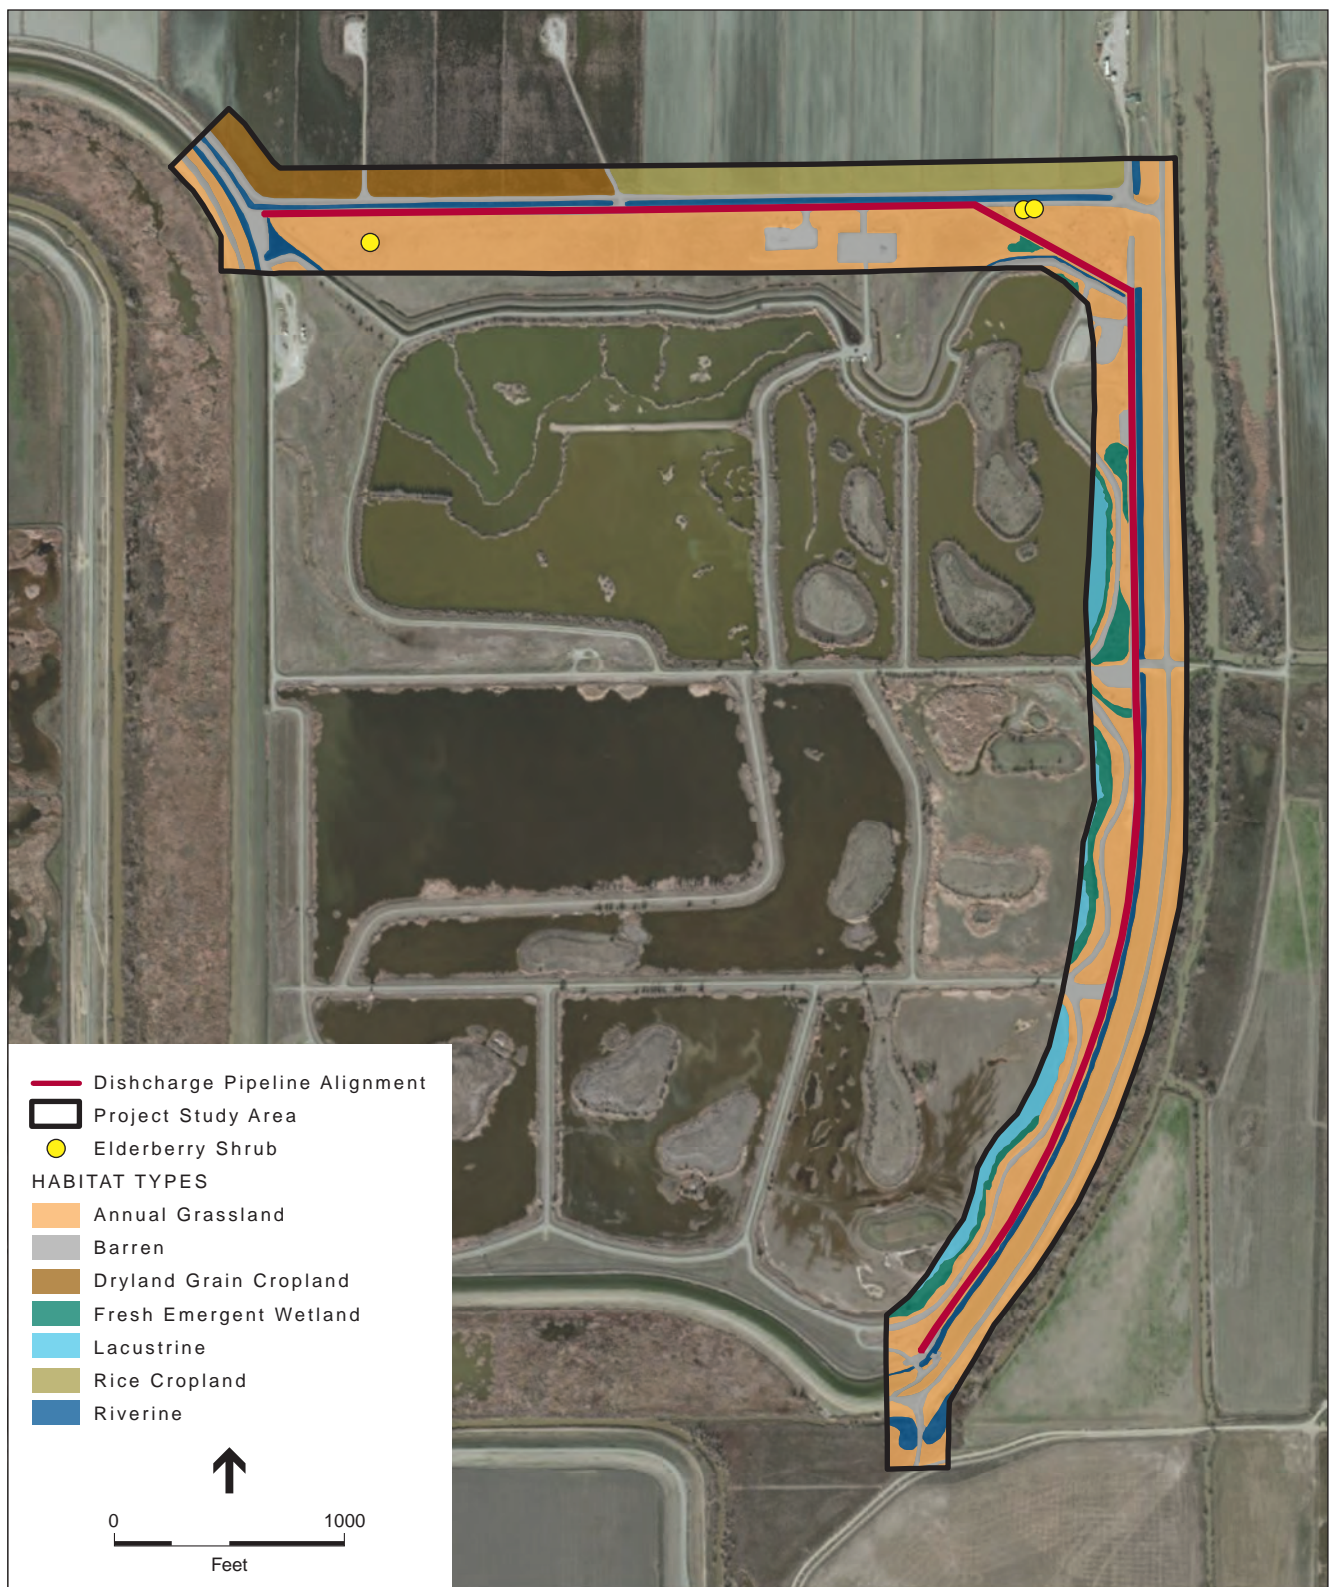 Dishcharge Pipeline Alignment
Project Study Area
Elderberry Shrub
HABITAT TYPES
Annual Grassland
Barren
Dryland Grain Cropland
Fresh Emergent Wetland
Lacustrine
Rice Cropland
Riverine
0 1000
Feet